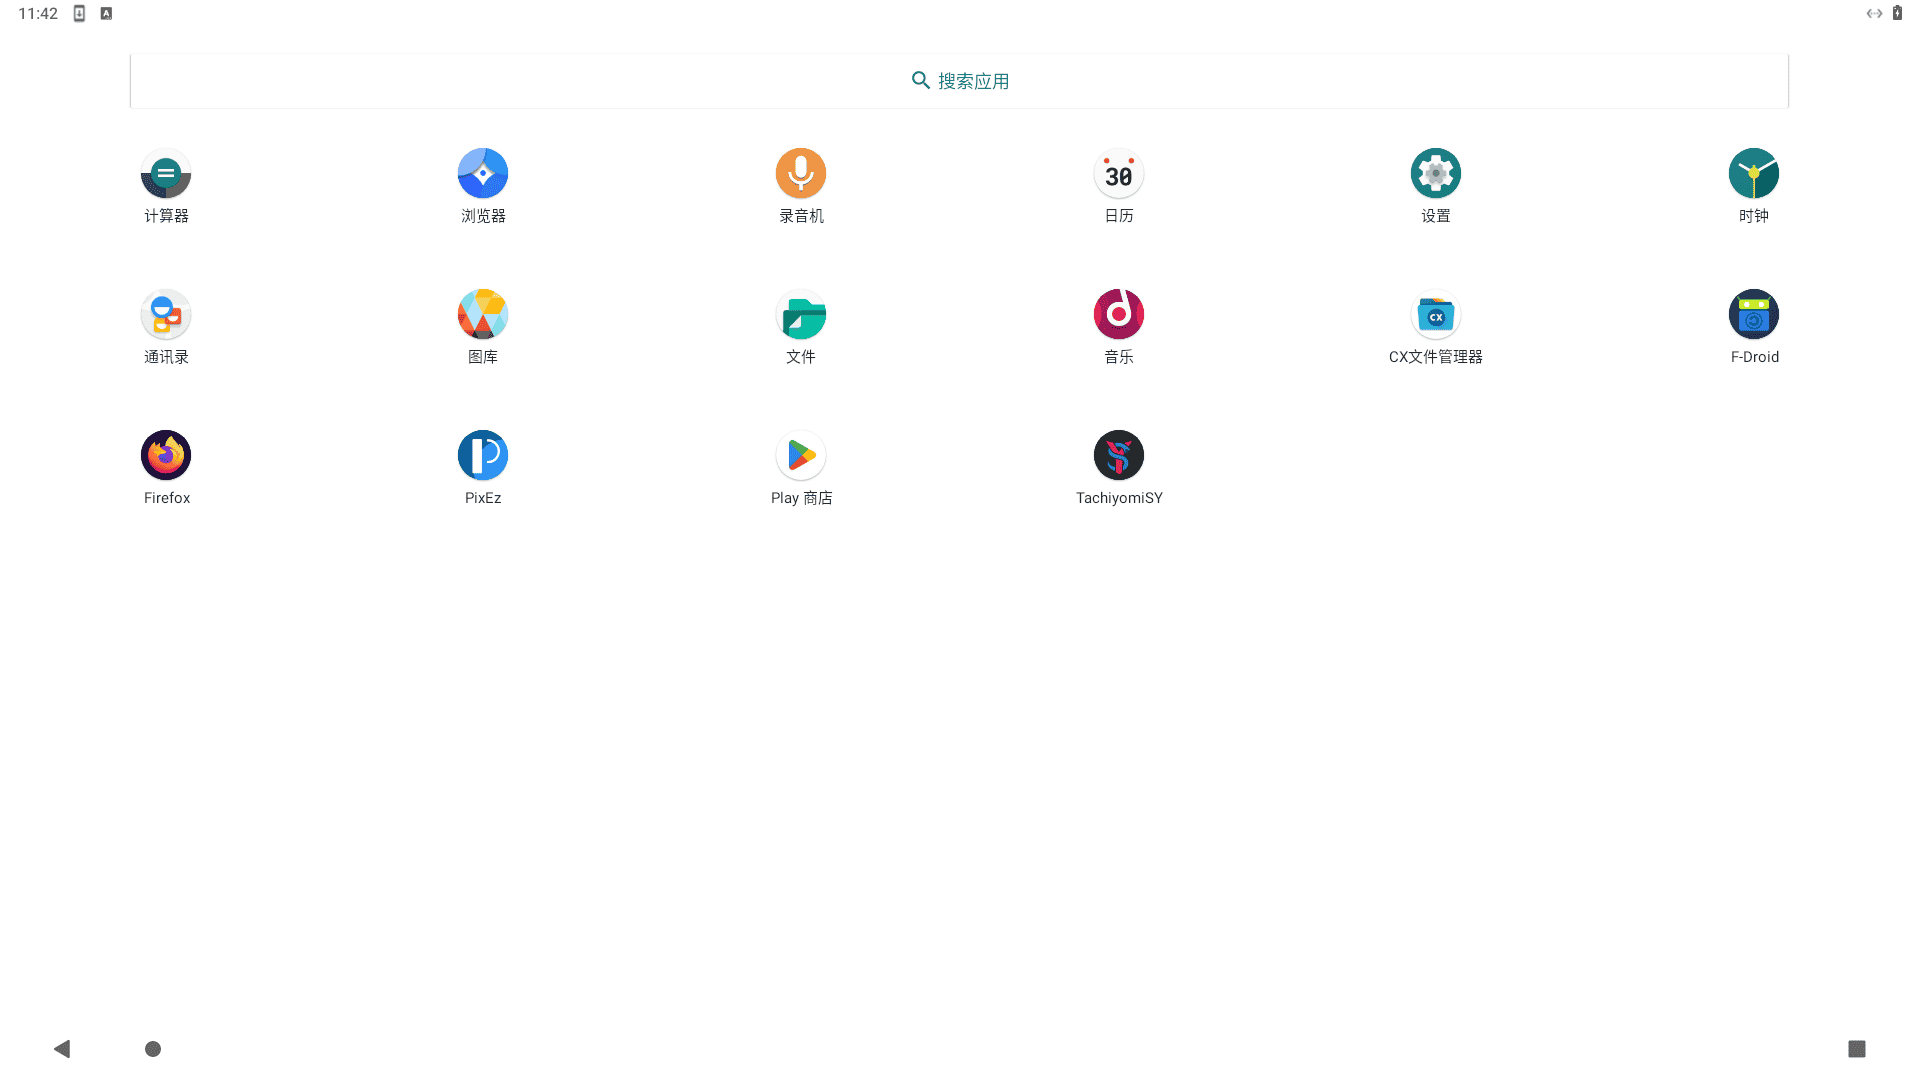 11:42
搜索应用
计算器
浏览器
录音机
30
日历
设置
时钟
通讯录
图库
文件
音乐
CX
CX文件管理器
F-Droid
Firefox
PixEz
Play 商店
TachiyomiSY